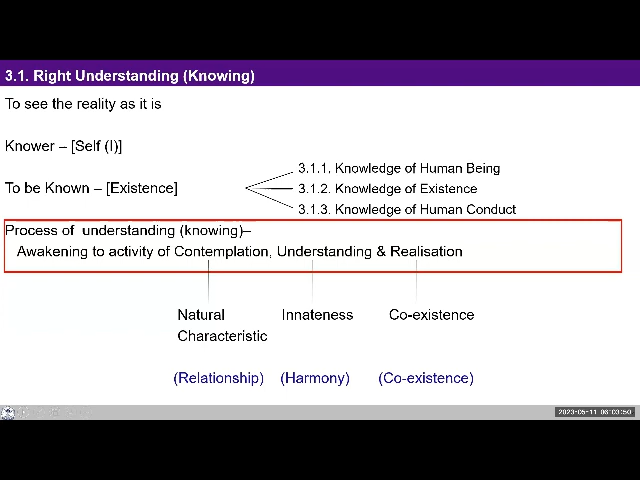 3.1. Right Understanding (Knowing)
To see the reality as it is
Knower – [Self (I)]
3.1.1. Knowledge of Human Being
To be Known – [Existence]
3.1.2. Knowledge of Existence
3.1.3. Knowledge of Human Conduct
Process of understanding (knowing)–
Awakening to activity of Contemplation, Understanding & Realisation
Natural Characteristic
Innateness
Co-existence
(Relationship)
(Harmony)
(Co-existence)
2023-05-11 06:03:50